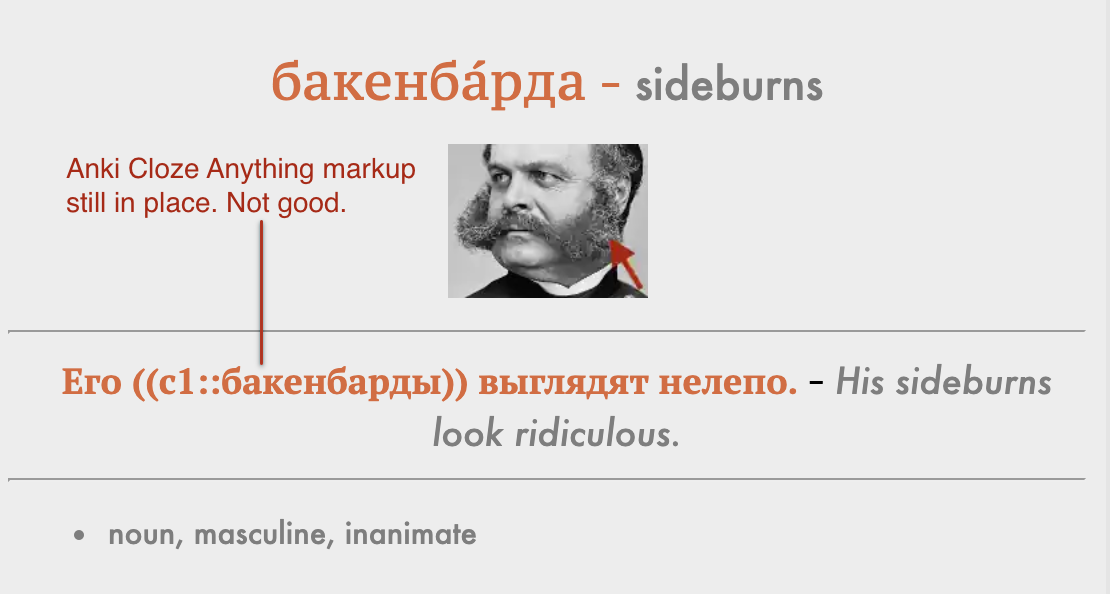 бакенба́рда - sideburns
Anki Cloze Anything markup
still in place. Not good.
Его ((c1::бакенбарды)) выглядят нелепо. – His sideburns
look ridiculous.
• noun, masculine, inanimate